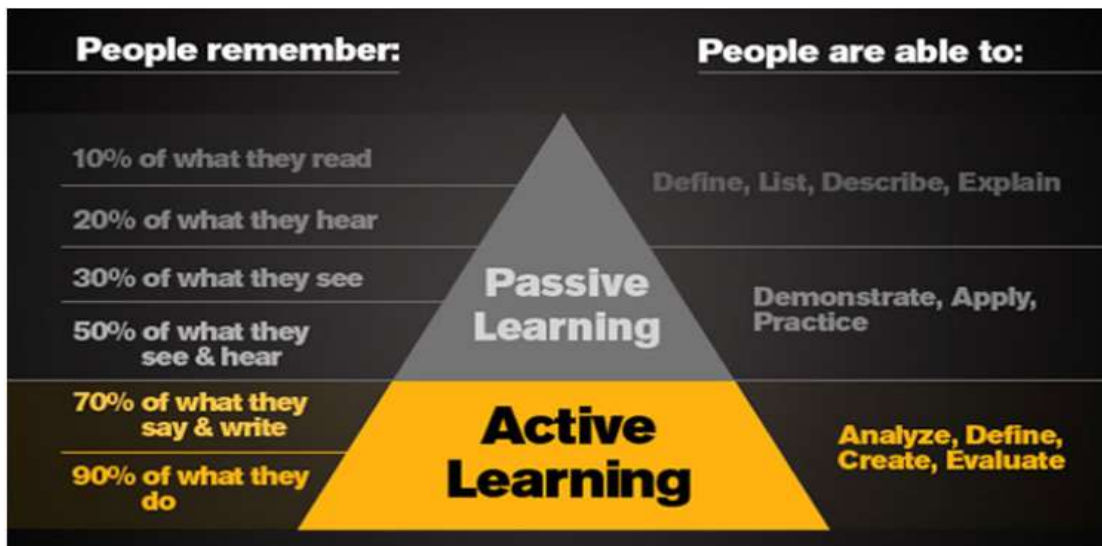 People remember:
10% of what they read
20% of what they hear
30% of what they see
50% of what they
see & hear
70% of what they
say & write
90% of what they
do
Passive
Learning
Active
Learning
People are able to:
Define, List, Describe, Explain
Demonstrate, Apply,
Practice
Analyze, Define,
Create, Evaluate